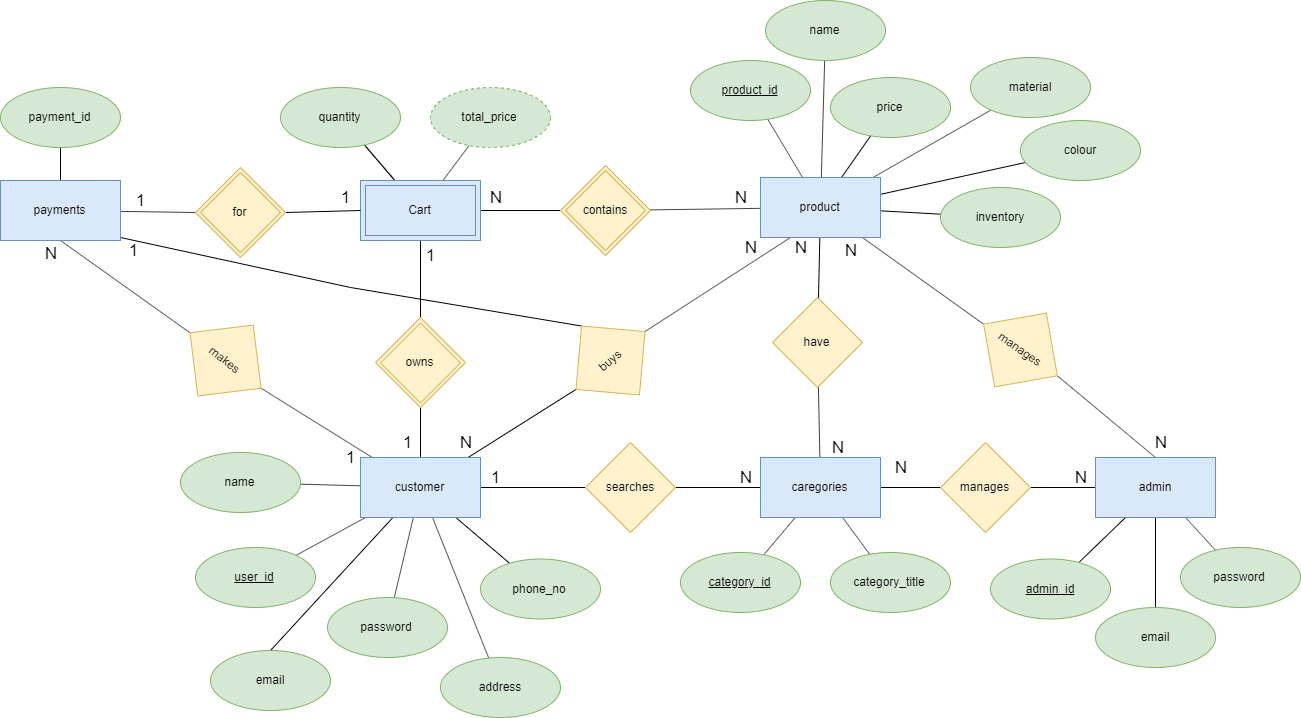 name
product_id
material
price
payment_id
quantity
total_price
colour
payments
1
for
1
Cart
N
contains
N
product
inventory
N
1
1
N
N
N
makes
owns
buys
have
manages
1
1
N
N
N
name
customer
1
searches
N
caregories
N
manages
N
admin
user_id
phone_no
category_id
category_title
admin_id
password
password
email
email
address